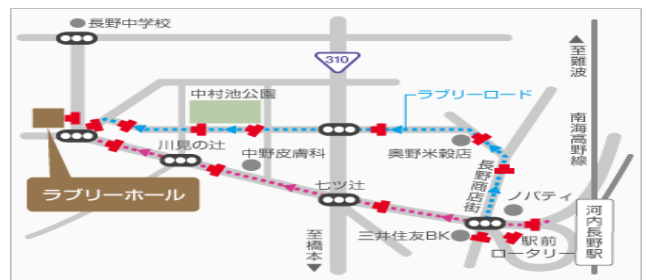 長野中学校
310
至難波
中村池公園
ラブリーロード
南海高野線
川見の辻
中野皮膚科
奥野米穀店
長野商店街
ラブリーホール
七ツ辻
ノバティ
河内長野駅
至橋本
三井住友BK
駅前
ロータリー